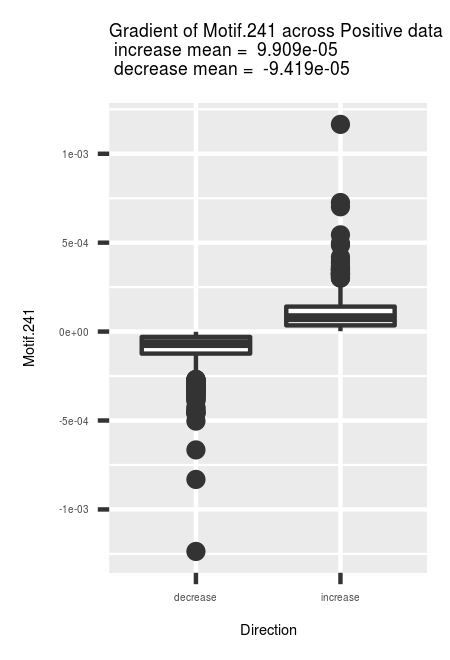 Gradient of Motif.241 across Positive data
increase mean =  9.909e-05
decrease mean =  -9.419e-05
1e-03
5e-04
0e+00
-5e-04
-1e-03
Motif.241
decrease
increase
Direction